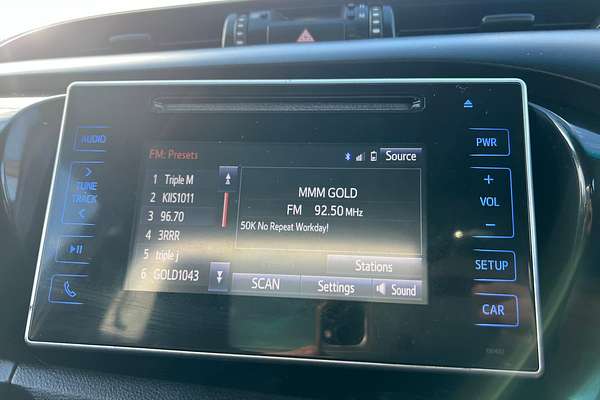 AUDIO
TUNE
TRACK
FM: Presets
1 Triple M
2 KIIS1011
3 96.70
4 3RRR
5 triple j
6 GOLD1043
Source
MMM GOLD
FM 92.50 MHz
50K No Repeat Workday!
Stations
SCAN
Settings
Sound
PWR
+
VOL
−
SETUP
CAR